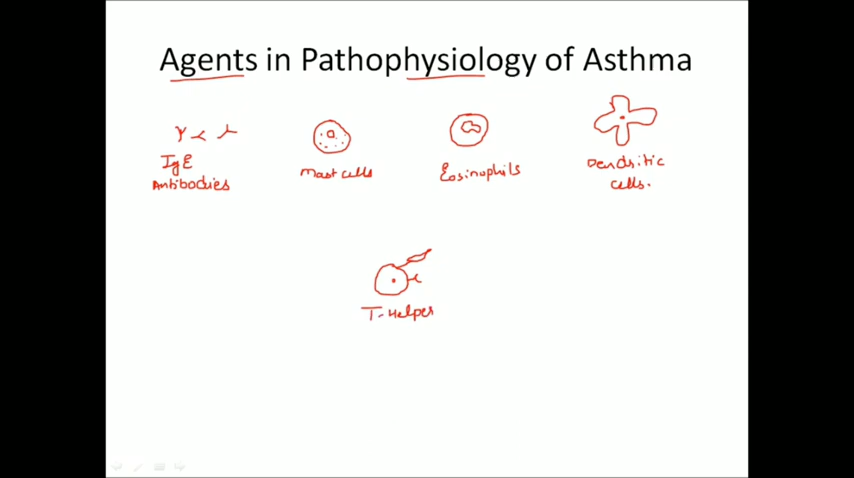 Agents in Pathophysiology of Asthma
IgE
Antibodies
Mast cells
Eosinophils
Dendritic
cells.
T-Helper